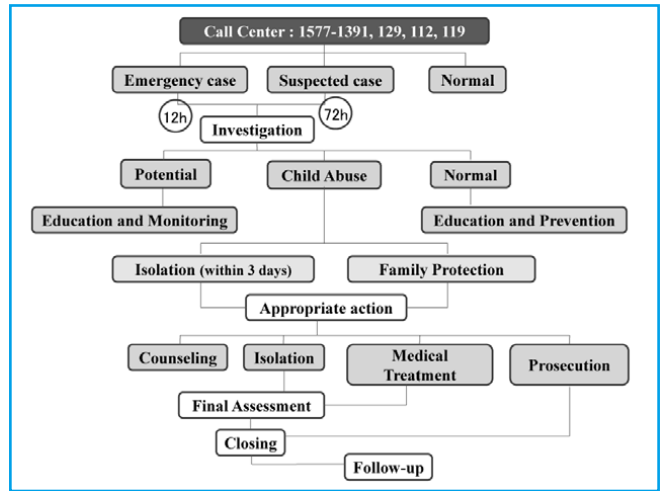 Call Center : 1577-1391, 129, 112, 119
Emergency case
Suspected case
Normal
12h
72h
Investigation
Potential
Child Abuse
Normal
Education and Monitoring
Education and Prevention
Isolation (within 3 days)
Family Protection
Appropriate action
Counseling
Isolation
Medical
Treatment
Prosecution
Final Assessment
Closing
Follow-up